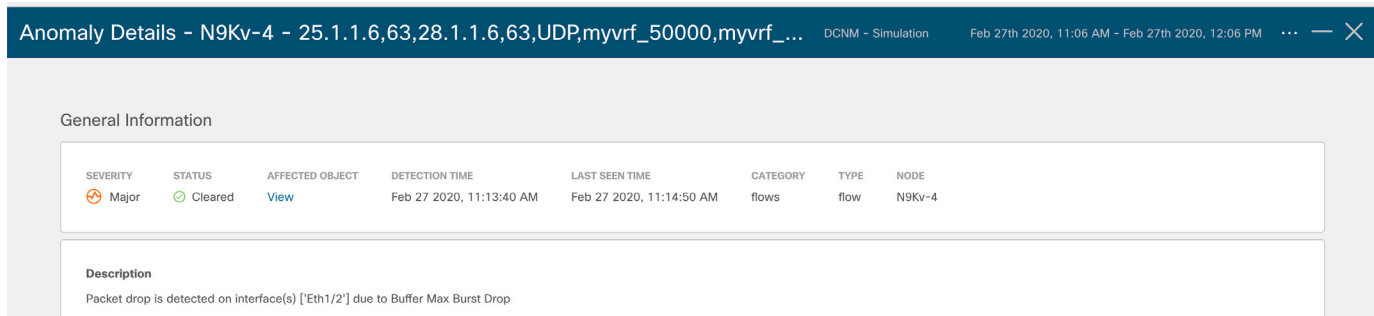 Anomaly Details - N9Kv-4 - 25.1.1.6,63,28.1.1.6,63,UDP,myvrf_50000,myvrf_... DCNM - Simulation Feb 27th 2020, 11:06 AM - Feb 27th 2020, 12:06 PM ...
General Information
SEVERITY STATUS AFFECTED OBJECT DETECTION TIME LAST SEEN TIME CATEGORY TYPE NODE
Major Cleared View Feb 27 2020, 11:13:40 AM Feb 27 2020, 11:14:50 AM flows flow N9Kv-4
Description
Packet drop is detected on interface(s) ['Eth1/2'] due to Buffer Max Burst Drop